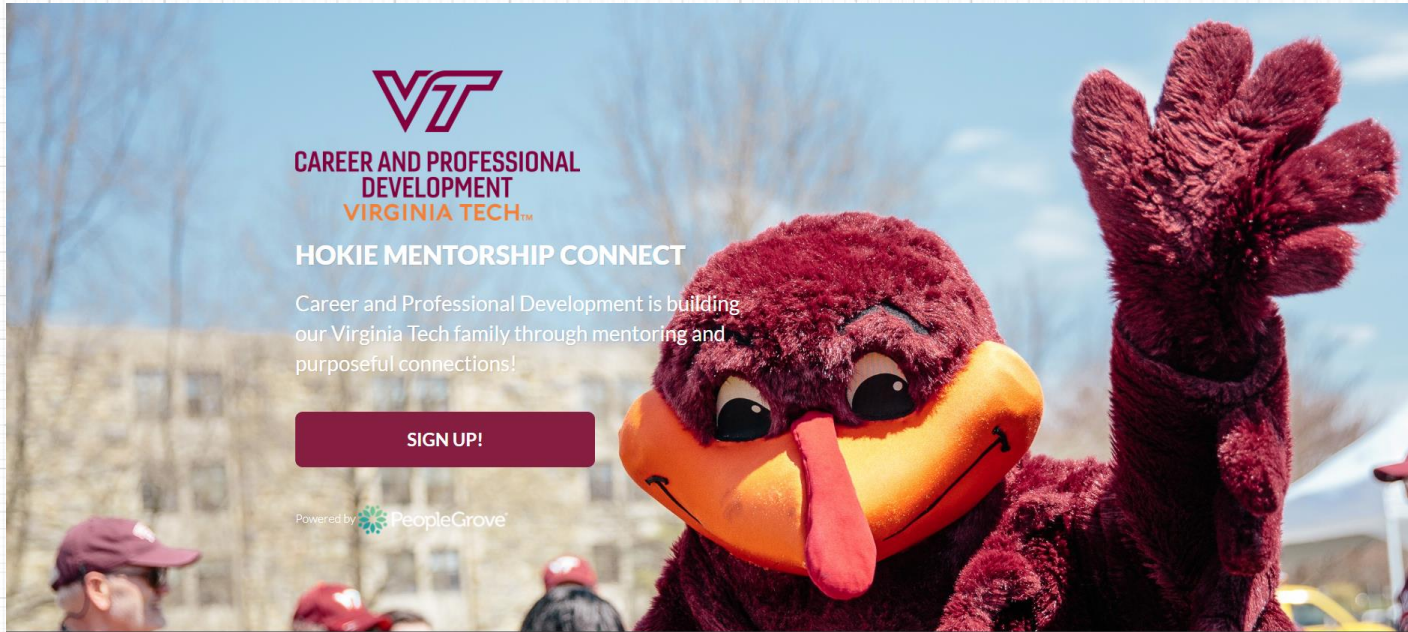 VT
CAREER AND PROFESSIONAL
DEVELOPMENT
VIRGINIA TECH™
HOKIE MENTORSHIP CONNECT
Career and Professional Development is building
our Virginia Tech family through mentoring and
purposeful connections!
SIGN UP!
Powered by PeopleGrove®